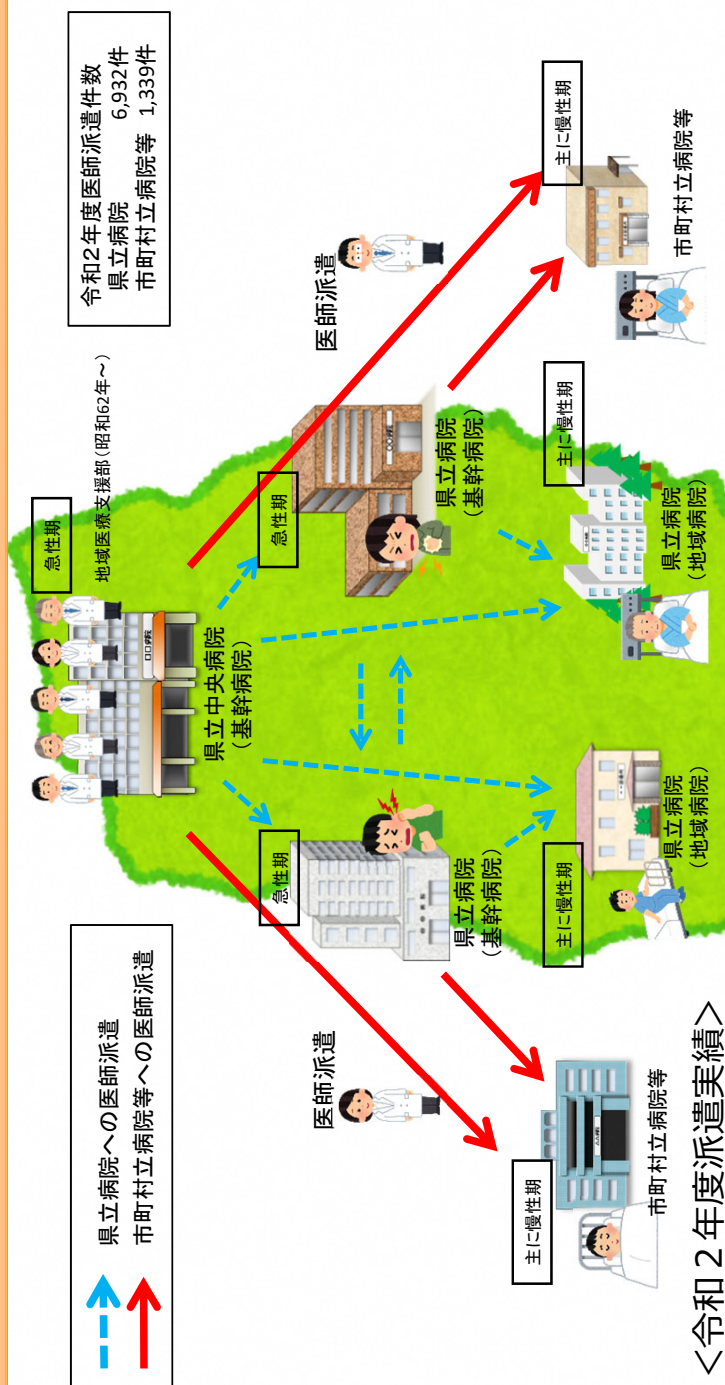 県立病院への医師派遣
市町村立病院等への医師派遣
令和2年度医師派遣件数
県立病院 6,932件
市町村立病院等 1,339件
急性期
地域医療支援部(昭和62年~)
県立中央病院
(基幹病院)
急性期
県立病院
(基幹病院)
急性期
県立病院
(基幹病院)
医師派遣
医師派遣
主に慢性期
市町村立病院等
主に慢性期
県立病院
(地域病院)
主に慢性期
県立病院
(地域病院)
主に慢性期
市町村立病院等
<令和２年度派遣実績>